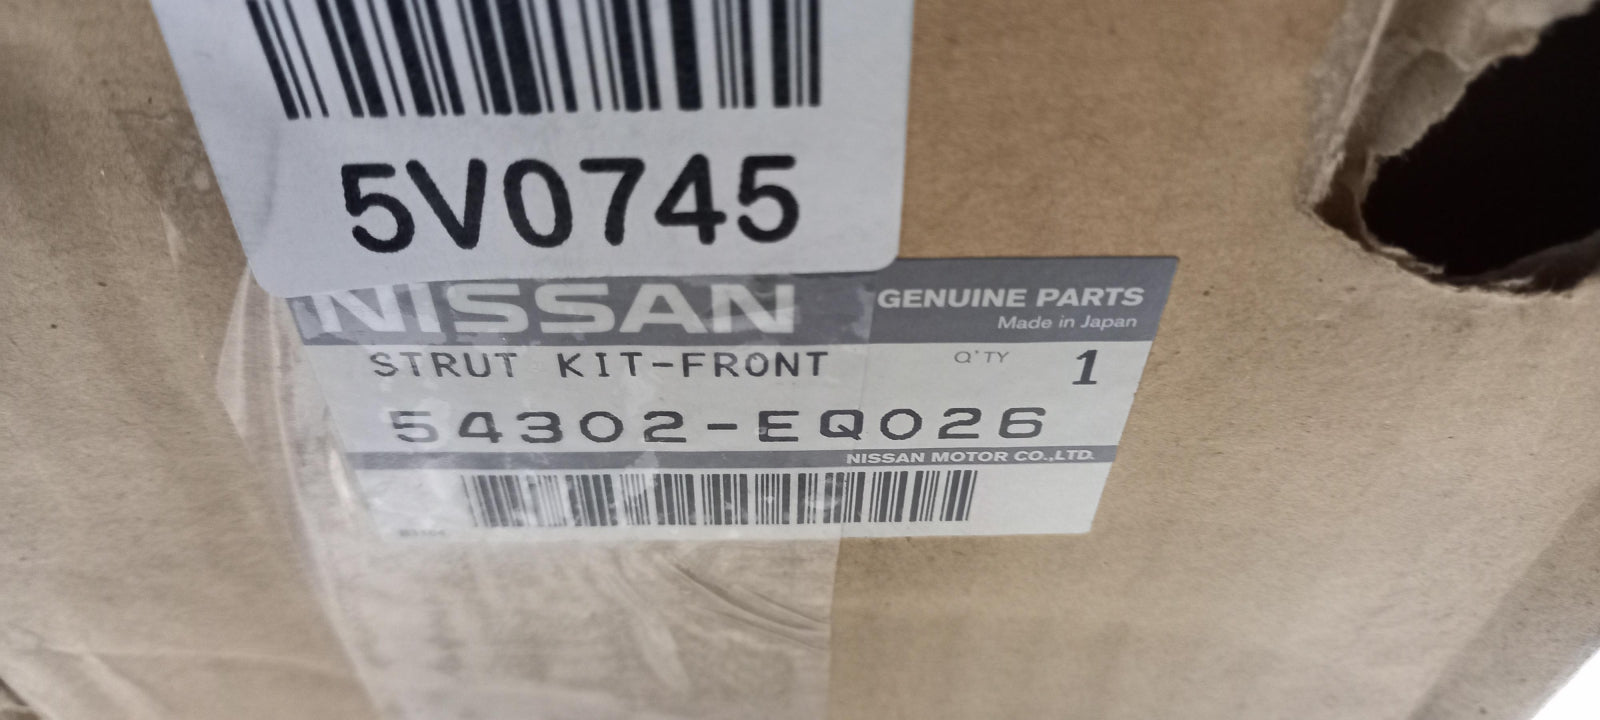 5V0745
NISSAN GENUINE PARTS
Made in Japan
STRUT KIT-FRONT Q'TY 1
54302-EQ026
NISSAN MOTOR CO.,LTD.